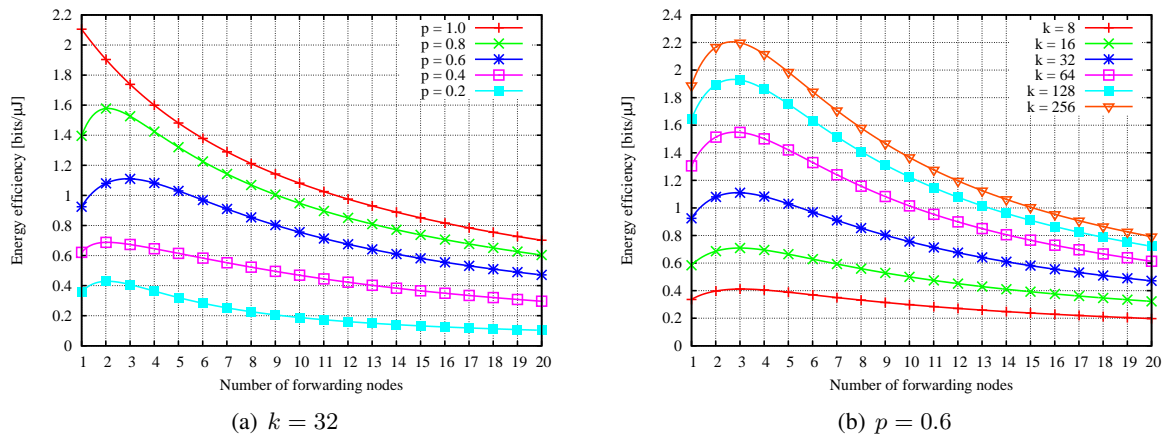 2.2
2
1.8
1.6
1.4
1.2
1
0.8
0.6
0.4
0.2
0
Energy efficiency [bits/μJ]
p = 1.0
p = 0.8
p = 0.6
p = 0.4
p = 0.2
1 2 3 4 5 6 7 8 9 10 11 12 13 14 15 16 17 18 19 20
Number of forwarding nodes
(a) k = 32
2.4
2.2
2
1.8
1.6
1.4
1.2
1
0.8
0.6
0.4
0.2
0
Energy efficiency [bits/μJ]
k = 8
k = 16
k = 32
k = 64
k = 128
k = 256
1 2 3 4 5 6 7 8 9 10 11 12 13 14 15 16 17 18 19 20
Number of forwarding nodes
(b) p = 0.6